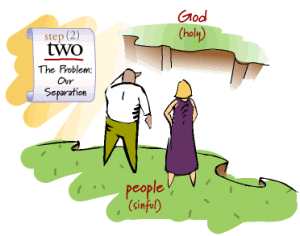 step (2)
two
The Problem:
Our
Separation
God
(holy)
people
(sinful)